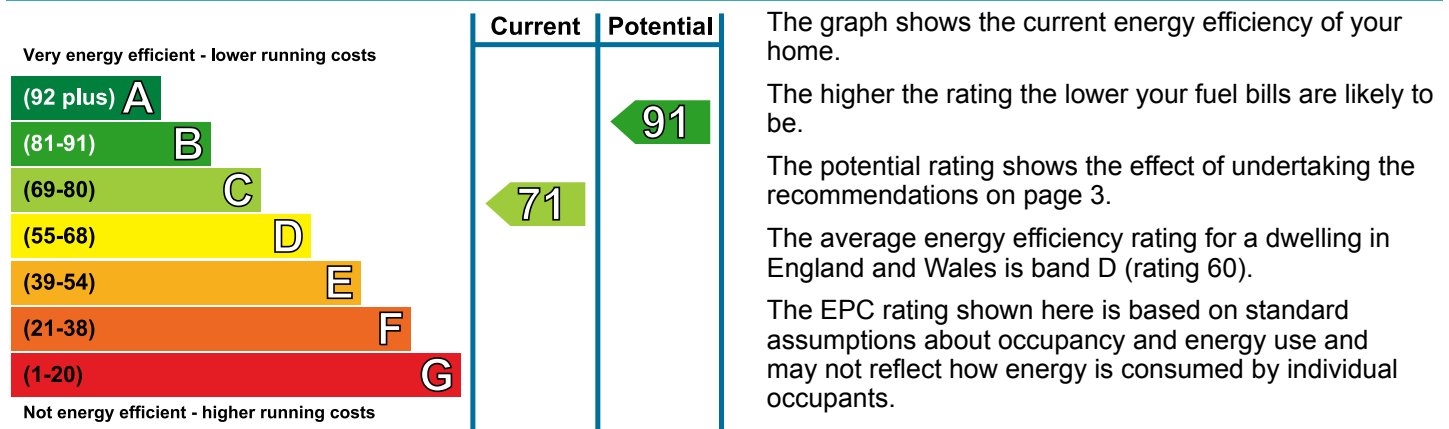 Current Potential
Very energy efficient - lower running costs
(92 plus) A
(81-91) B
(69-80) C
(55-68) D
(39-54) E
(21-38) F
(1-20) G
Not energy efficient - higher running costs
71
91
The graph shows the current energy efficiency of your
home.
The higher the rating the lower your fuel bills are likely to
be.
The potential rating shows the effect of undertaking the
recommendations on page 3.
The average energy efficiency rating for a dwelling in
England and Wales is band D (rating 60).
The EPC rating shown here is based on standard
assumptions about occupancy and energy use and
may not reflect how energy is consumed by individual
occupants.